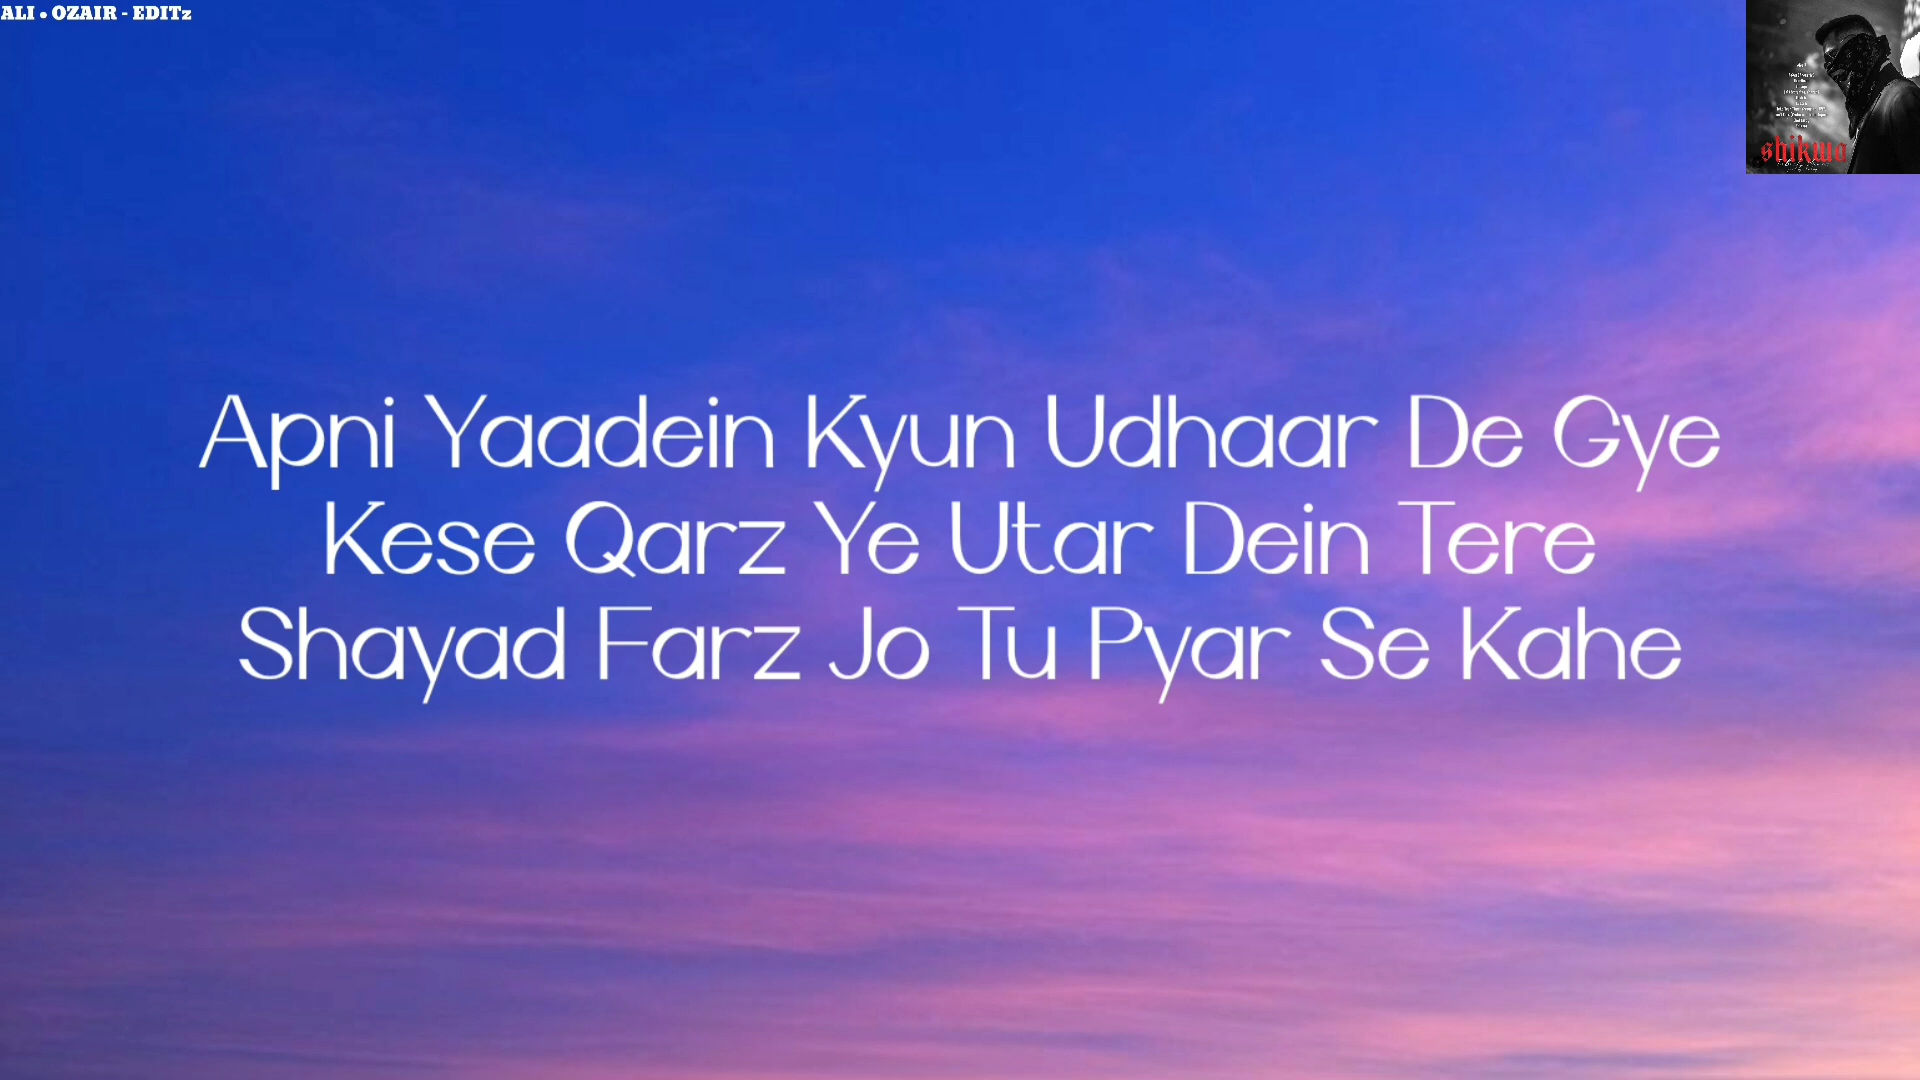 ALI • OZAIR - EDITz
shikwa
Apni Yaadein Kyun Udhaar De Gye
Kese Qarz Ye Utar Dein Tere
Shayad Farz Jo Tu Pyar Se Kahe